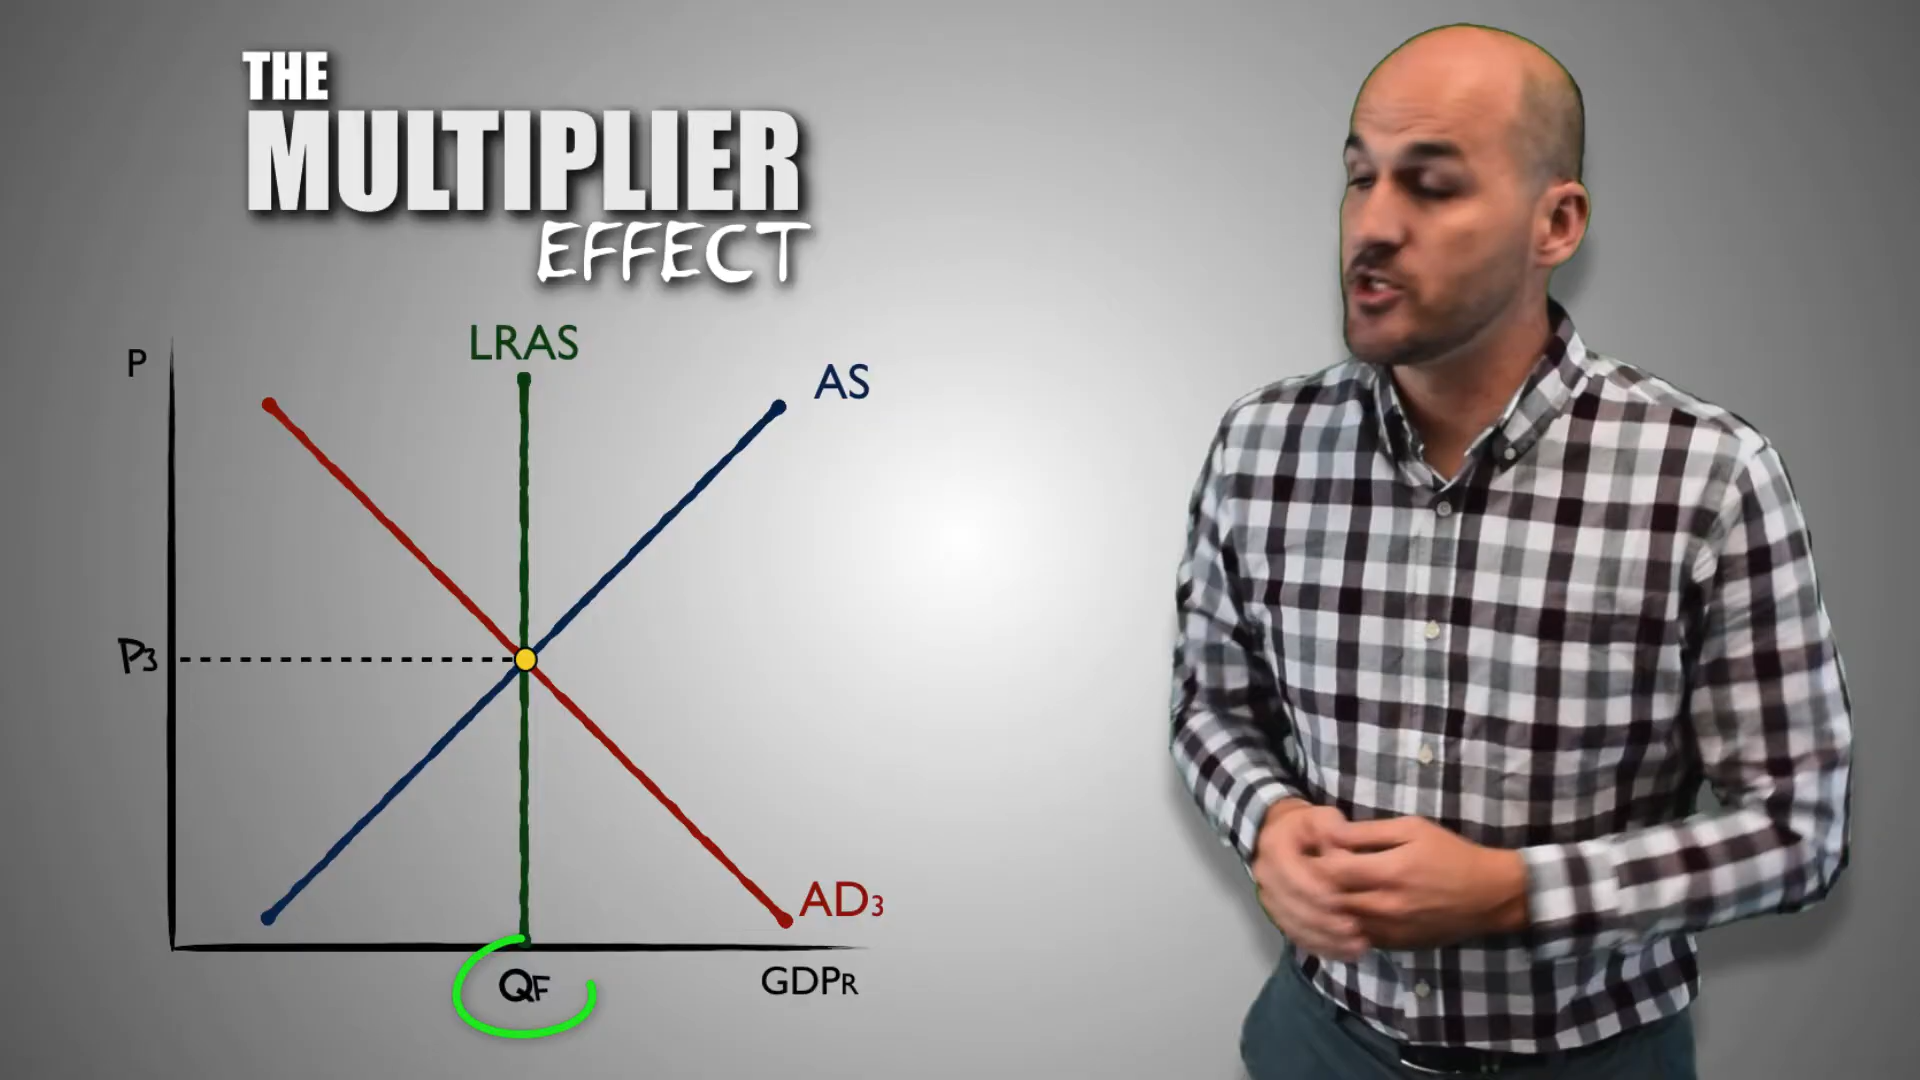 THE
MULTIPLIER
EFFECT
LRAS
P
AS
P3
AD3
QF
GDPR